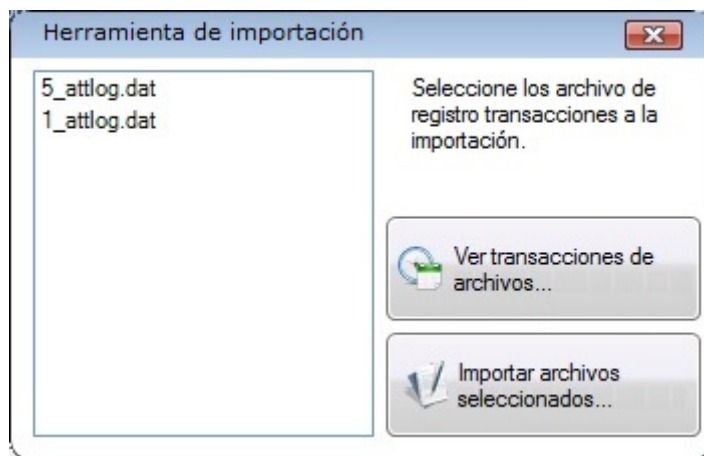 Herramienta de importación
5_attlog.dat
1_attlog.dat
Seleccione los archivo de
registro transacciones a la
importación.
Ver transacciones de
archivos...
Importar archivos
seleccionados...